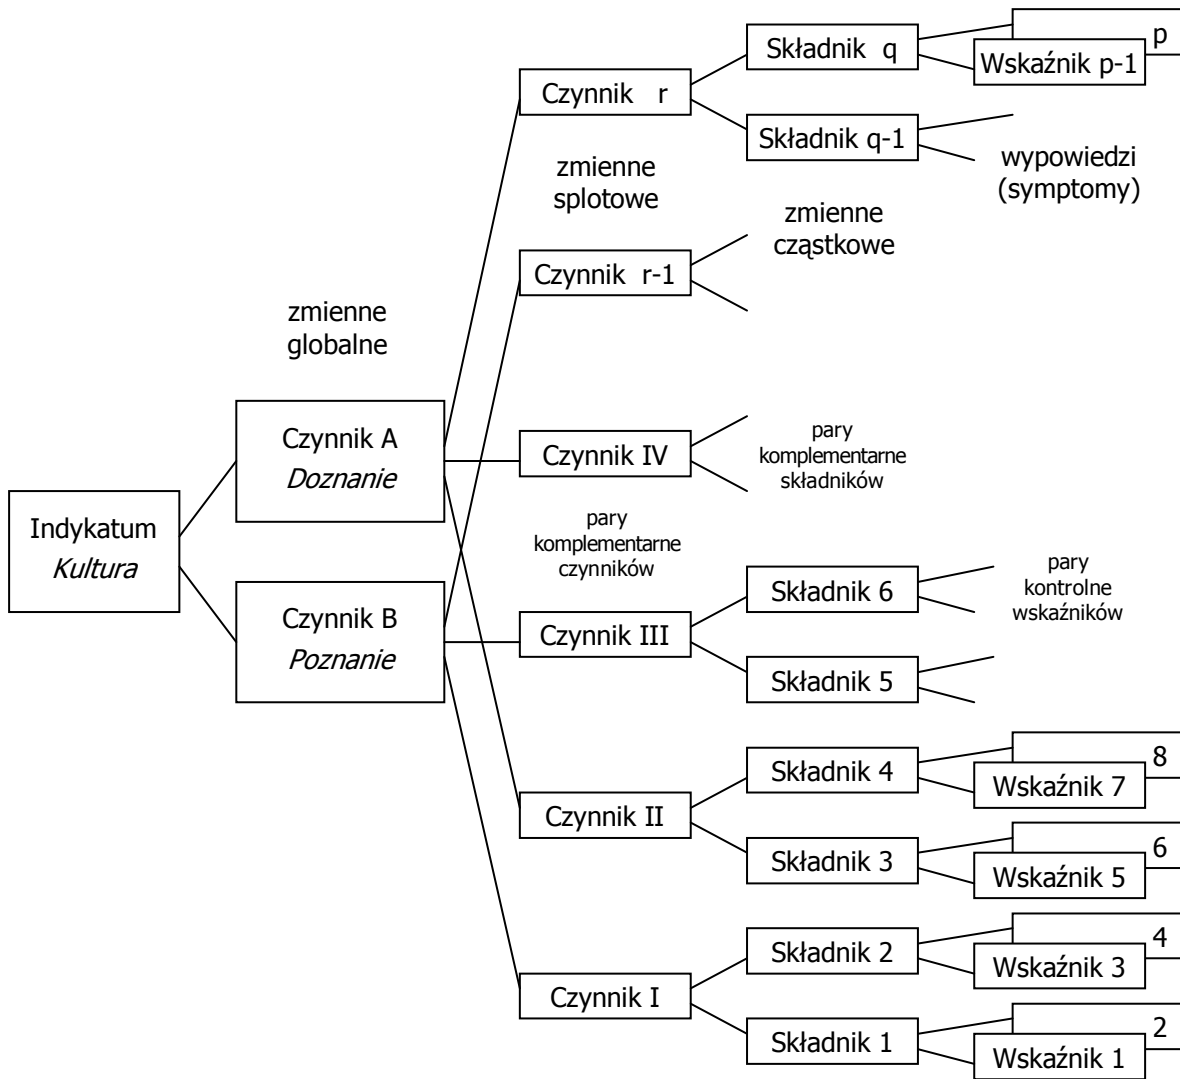 p
Składnik q
Wskaźnik p-1
Czynnik r
Składnik q-1
zmienne
splotowe
wypowiedzi
(symptomy)
zmienne
cząstkowe
Czynnik r-1
zmienne
globalne
Czynnik A
Doznanie
Czynnik IV
pary
komplementarne
składników
Indykatum
Kultura
pary
komplementarne
czynników
Czynnik B
Poznanie
Czynnik III
Składnik 6
pary
kontrolne
wskaźników
Składnik 5
Składnik 4
8
Wskaźnik 7
Czynnik II
Składnik 3
6
Wskaźnik 5
Składnik 2
4
Wskaźnik 3
Czynnik I
Składnik 1
2
Wskaźnik 1